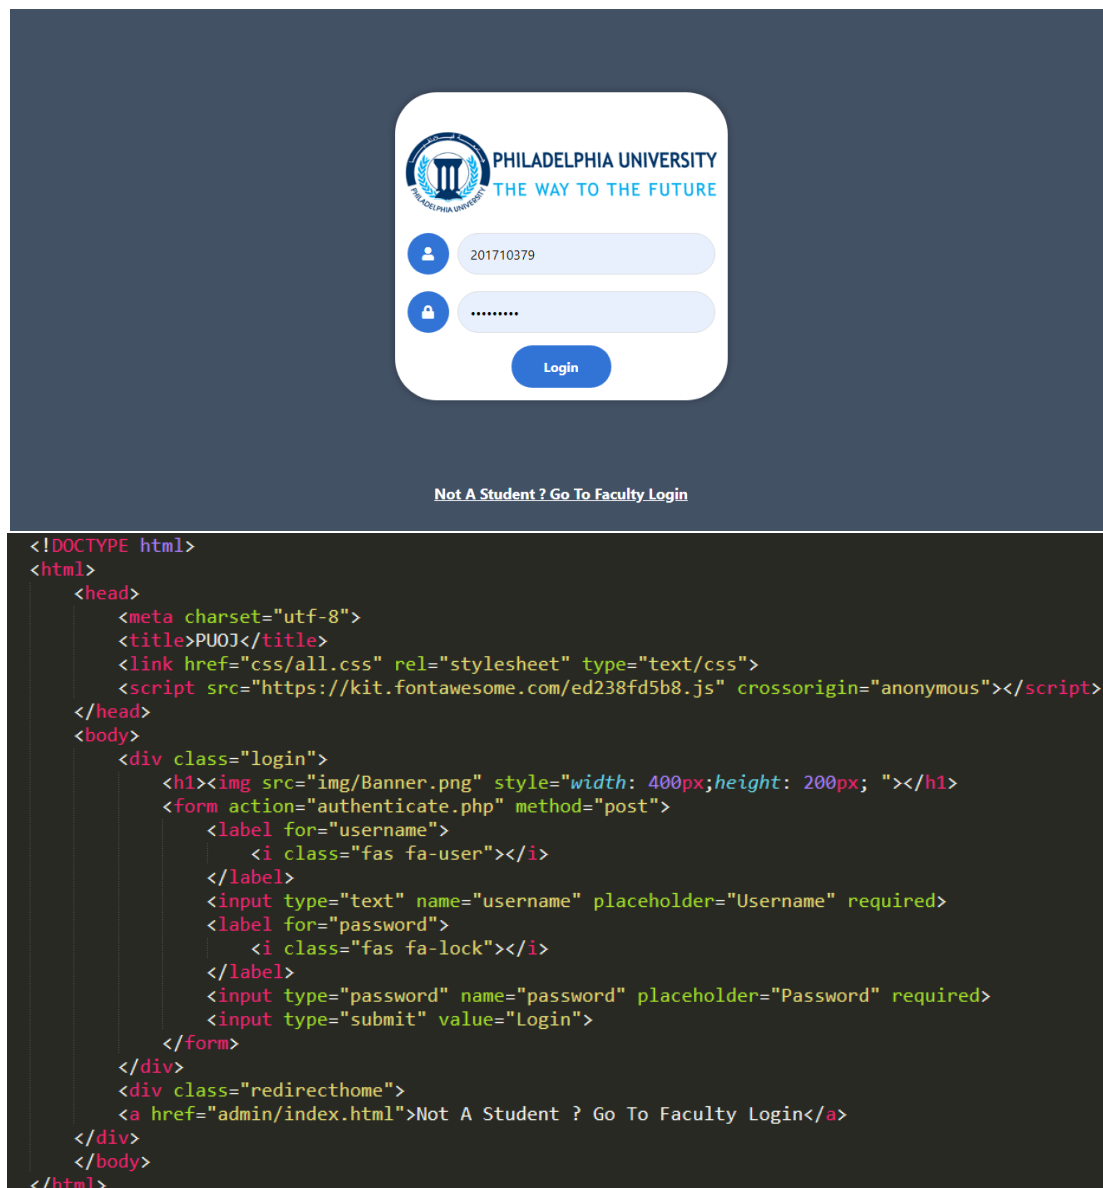 PHILADELPHIA UNIVERSITY
THE WAY TO THE FUTURE
PHILADELPHIA UNIVERSITY
201710379
•••••••••
Login
Not A Student ? Go To Faculty Login
<!DOCTYPE html>
<html>
<head>
<meta charset="utf-8">
<title>PUOJ</title>
<link href="css/all.css" rel="stylesheet" type="text/css">
<script src="https://kit.fontawesome.com/ed238fd5b8.js" crossorigin="anonymous"></script>
</head>
<body>
<div class="login">
<h1><img src="img/Banner.png" style="width: 400px;height: 200px; "></h1>
<form action="authenticate.php" method="post">
<label for="username">
<i class="fas fa-user"></i>
</label>
<input type="text" name="username" placeholder="Username" required>
<label for="password">
<i class="fas fa-lock"></i>
</label>
<input type="password" name="password" placeholder="Password" required>
<input type="submit" value="Login">
</form>
</div>
<div class="redirecthome">
<a href="admin/index.html">Not A Student ? Go To Faculty Login</a>
</div>
</body>
</html>